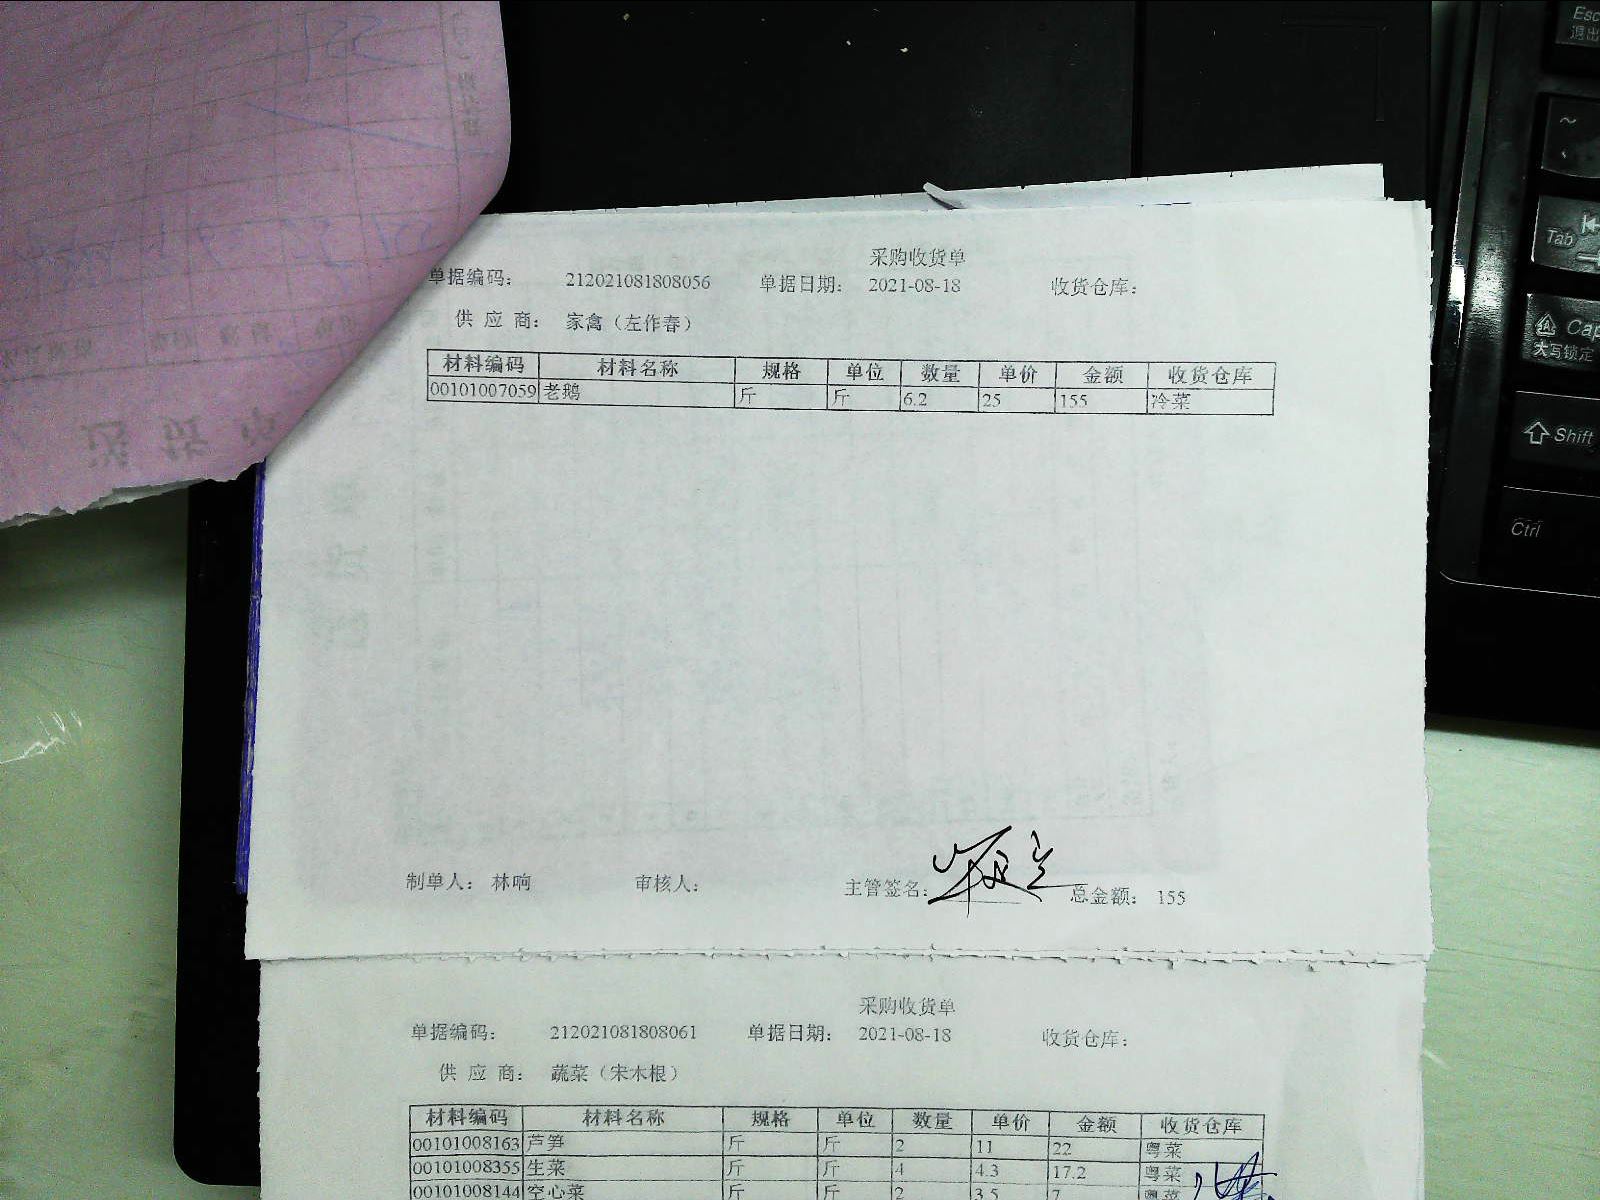 采购收货单
单据编码： 212021081808056 单据日期： 2021-08-18 收货仓库：
供 应 商： 家禽（左作春）
材料编码 材料名称 规格 单位 数量 单价 金额 收货仓库
00101007059 老鹅 斤 斤 6.2 25 155 冷菜
制单人： 林响 审核人： 主管签名： 总金额： 155
采购收货单
单据编码： 212021081808061 单据日期： 2021-08-18 收货仓库：
供 应 商： 蔬菜（宋木根）
材料编码 材料名称 规格 单位 数量 单价 金额 收货仓库
00101008163 芦笋 斤 斤 2 11 22 粤菜
00101008355 生菜 斤 斤 4 4.3 17.2 粤菜
00101008144 空心菜 斤 斤 2 3.5 7 粤菜
Esc
退出
~
Tab
Cap
大写锁定
Shift
Ctrl